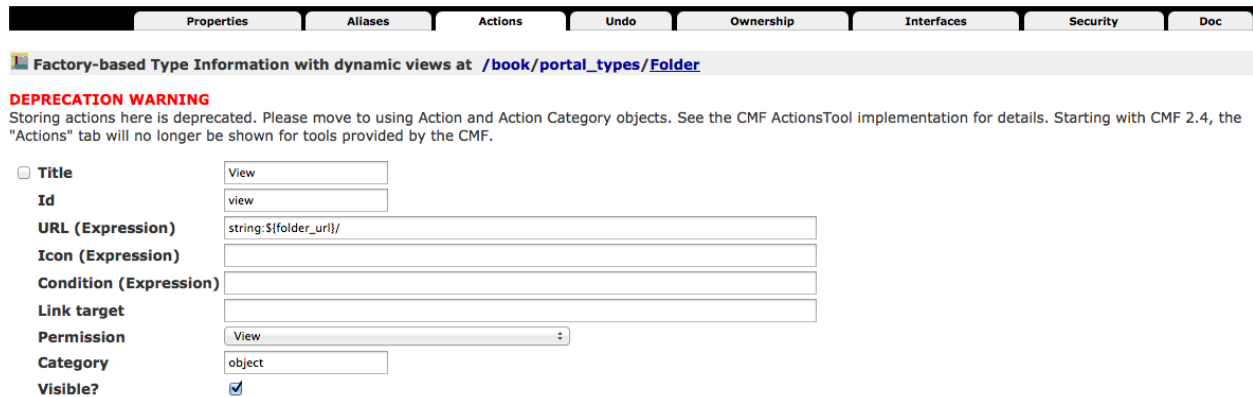 Properties Aliases Actions Undo Ownership Interfaces Security Doc
Factory-based Type Information with dynamic views at /book/portal_types/Folder
DEPRECATION WARNING
Storing actions here is deprecated. Please move to using Action and Action Category objects. See the CMF ActionsTool implementation for details. Starting with CMF 2.4, the
"Actions" tab will no longer be shown for tools provided by the CMF.
Title View
Id view
URL (Expression) string:${folder_url}/
Icon (Expression)
Condition (Expression)
Link target
Permission View
Category object
Visible?